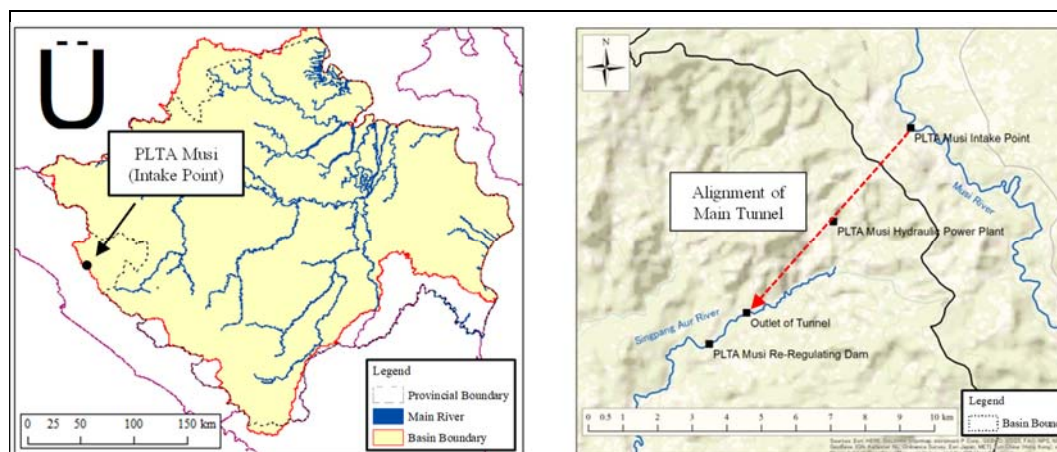 Ü
PLTA Musi
(Intake Point)
Legend
Provincial Boundary
Main River
Basin Boundary
0 25 50 100 150 km
N
PLTA Musi Intake Point
Musi River
Alignment of
Main Tunnel
PLTA Musi Hydraulic Power Plant
Outlet of Tunnel
Singpang Aur River
PLTA Musi Re-Regulating Dam
Legend
Basin Bound
0 0.5 1 2 3 4 5 6 7 8 9 10 km